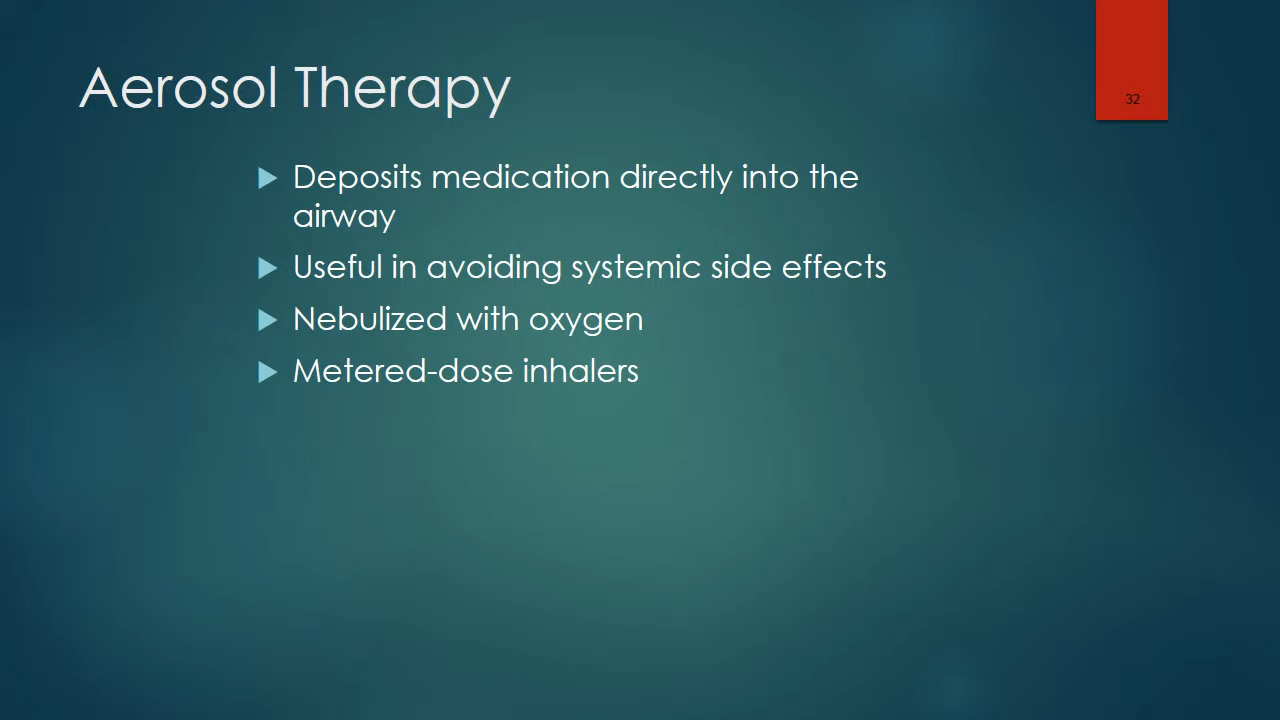 Aerosol Therapy
32
Deposits medication directly into the
airway
Useful in avoiding systemic side effects
Nebulized with oxygen
Metered-dose inhalers